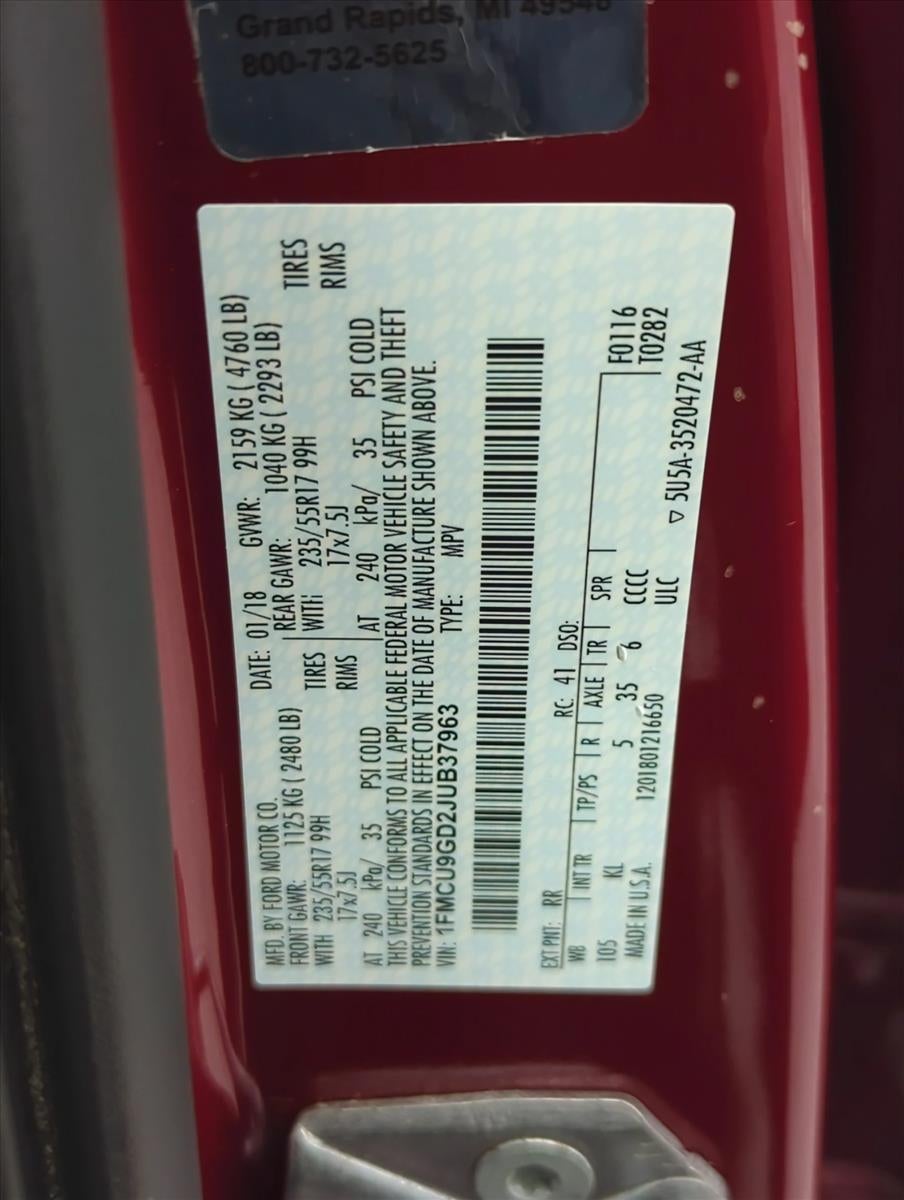 Grand Rapids, MI 49548
800-732-5625
MFD. BY FORD MOTOR CO.
DATE: 01/18 GVWR: 2159 KG ( 4760 LB)
FRONT GAWR: 1125 KG ( 2480 LB) REAR GAWR: 1040 KG ( 2293 LB)
WITH 235/55R17 99H TIRES WITH 235/55R17 99H TIRES
17x7.5J RIMS 17x7.5J RIMS
AT 240 kPa/ 35 PSI COLD AT 240 kPa/ 35 PSI COLD
THIS VEHICLE CONFORMS TO ALL APPLICABLE FEDERAL MOTOR VEHICLE SAFETY AND THEFT
PREVENTION STANDARDS IN EFFECT ON THE DATE OF MANUFACTURE SHOWN ABOVE.
VIN: 1FMCU9GD2JUB37963 TYPE: MPV
EXT PNT: RR RC: 41 DSO: F0116
T0282
WB INT TR TP/PS R AXLE TR SPR
105 KL 5 35 6 CCCC
MADE IN U.S.A. 1201801216650 ULC
▽ 5U5A-3520472-AA